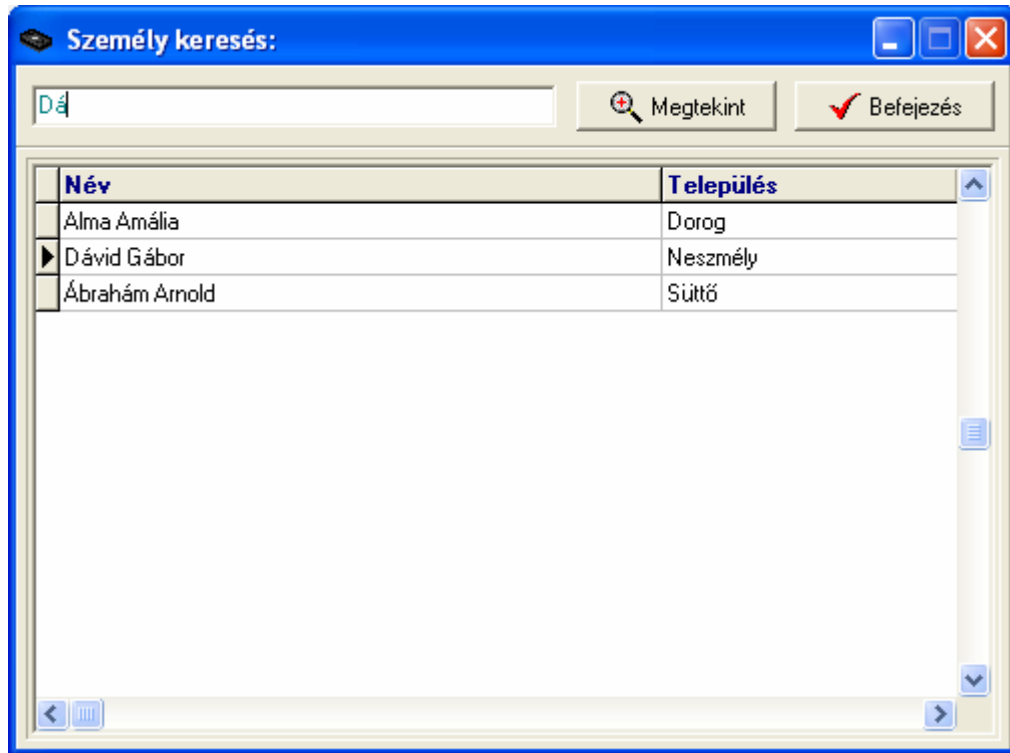 Személy keresés:
Dá Megtekint Befejezés
Név Település
Alma Amália Dorog
Dávid Gábor Neszmély
Ábrahám Arnold Süttő